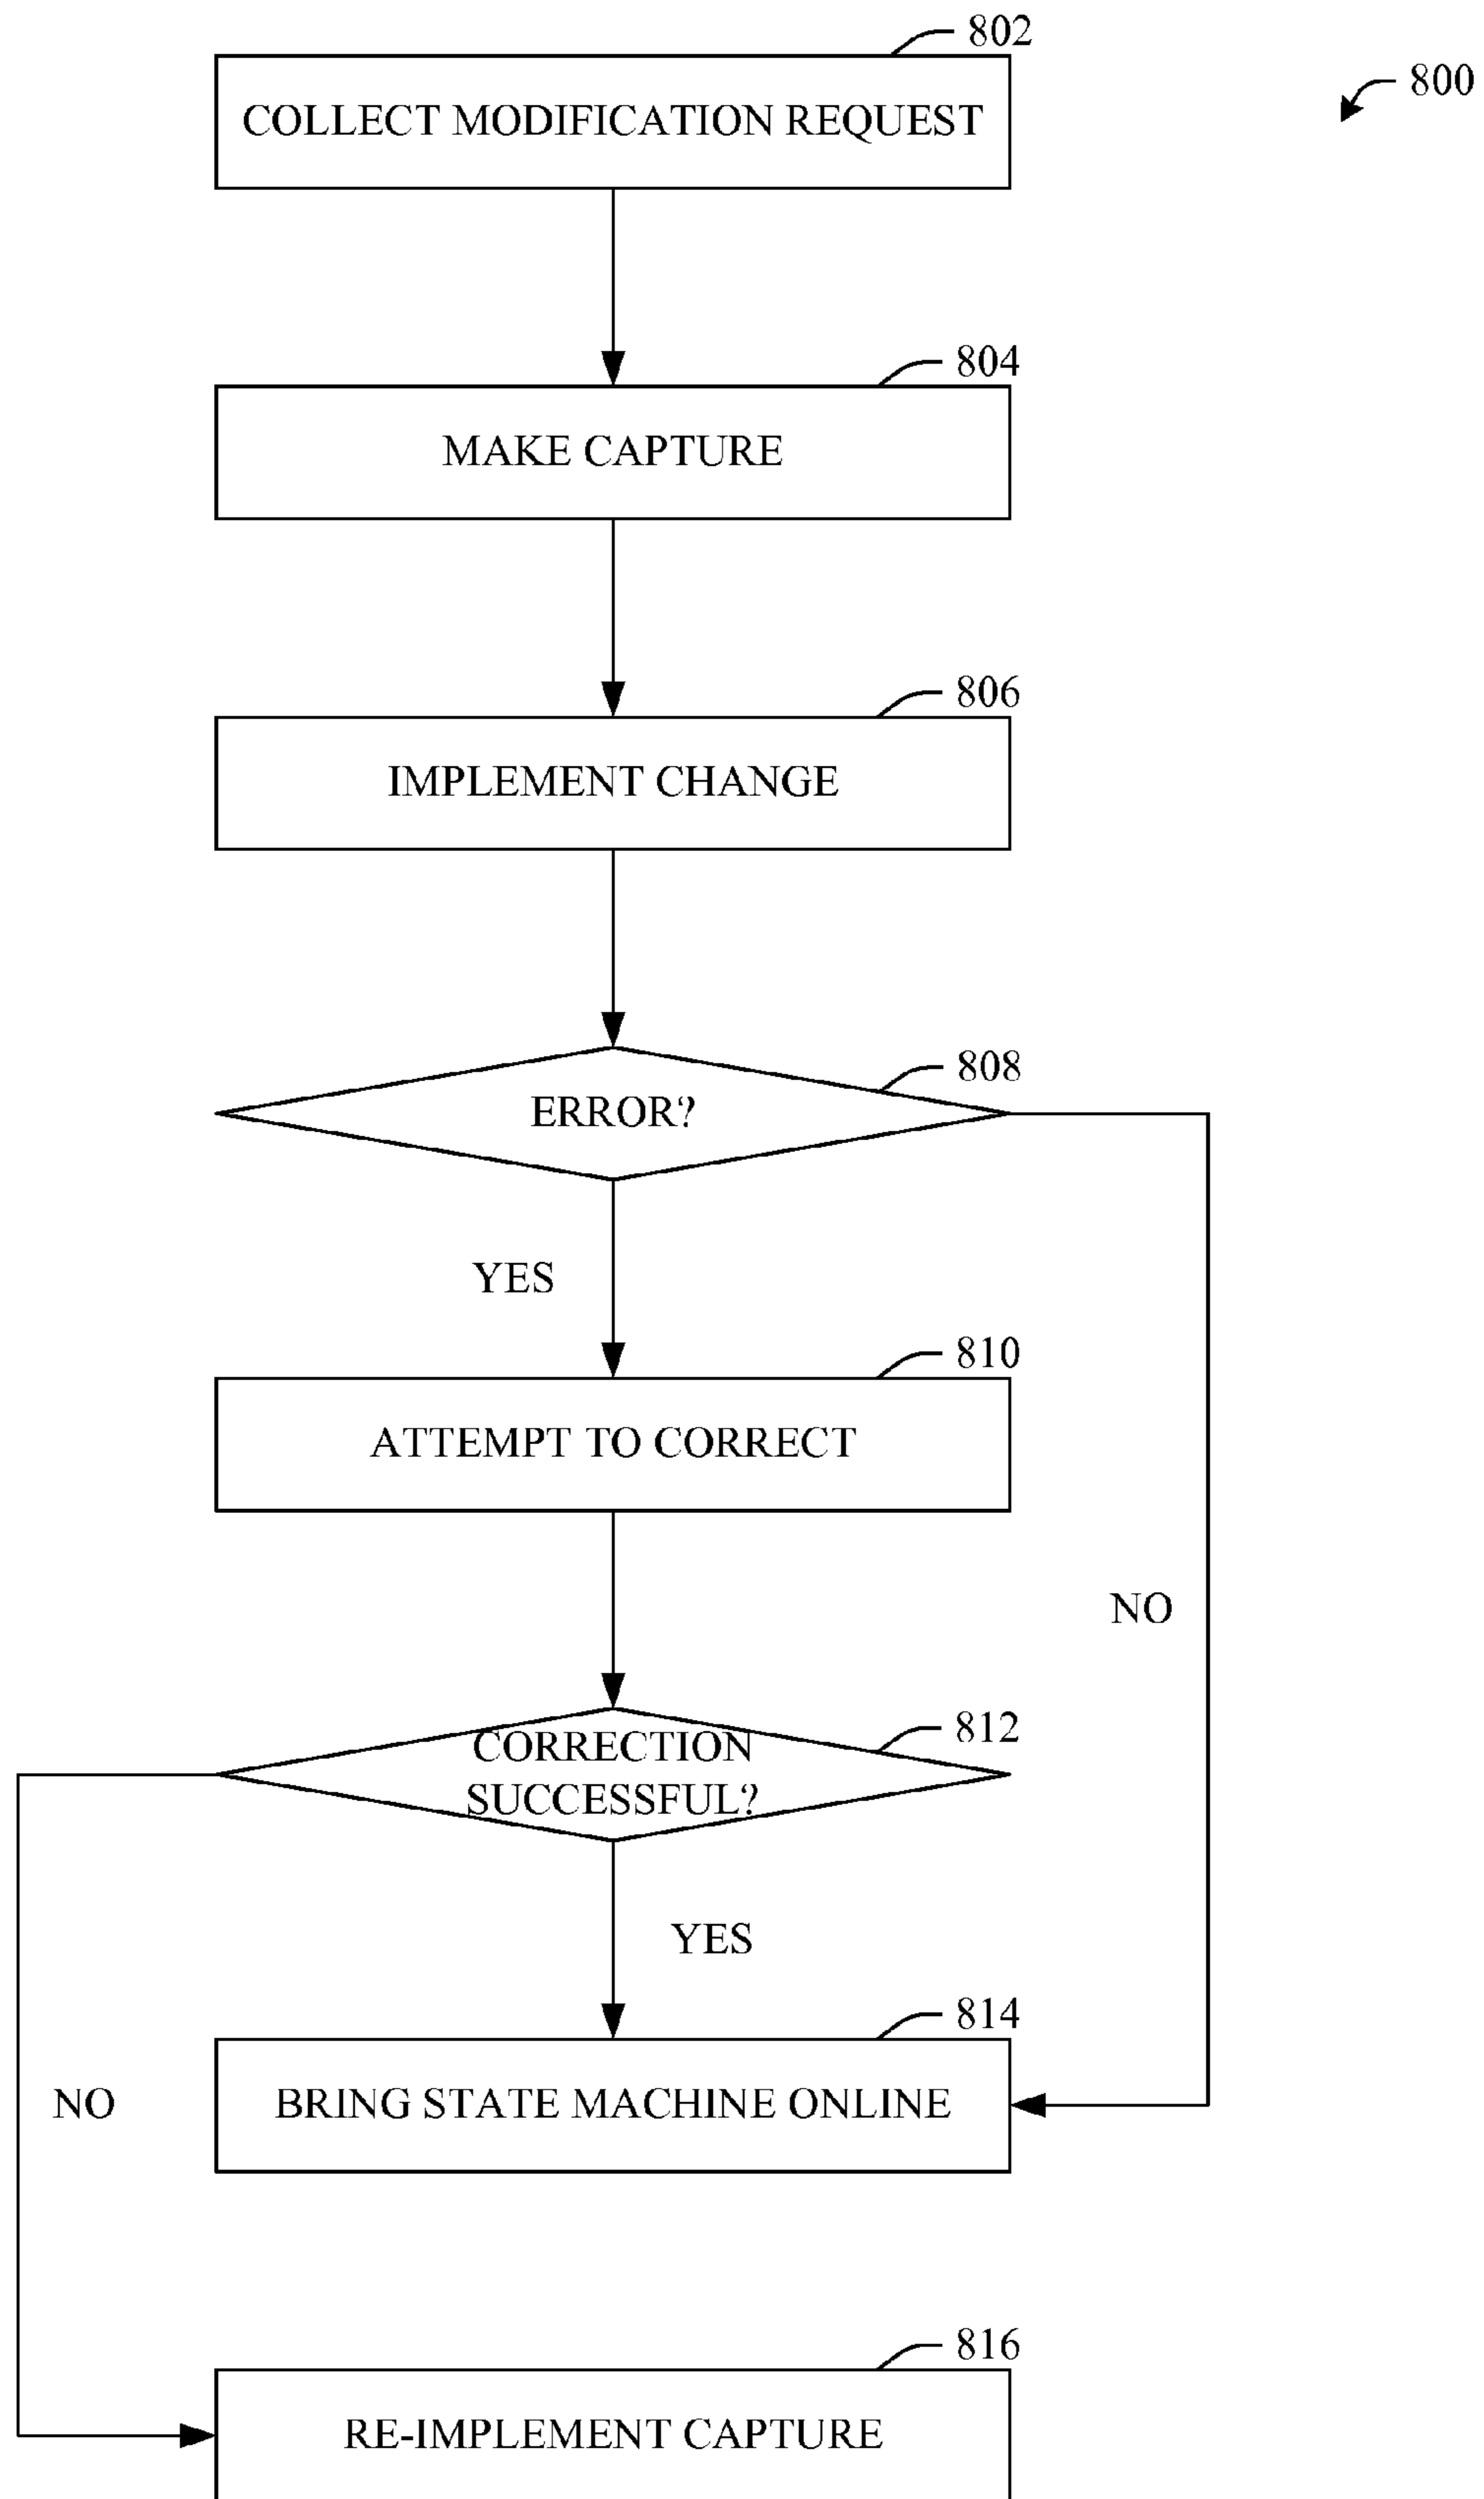 802
800
COLLECT MODIFICATION REQUEST
804
MAKE CAPTURE
806
IMPLEMENT CHANGE
808
ERROR?
YES
810
ATTEMPT TO CORRECT
NO
812
CORRECTION
SUCCESSFUL?
YES
814
BRING STATE MACHINE ONLINE
NO
816
RE-IMPLEMENT CAPTURE